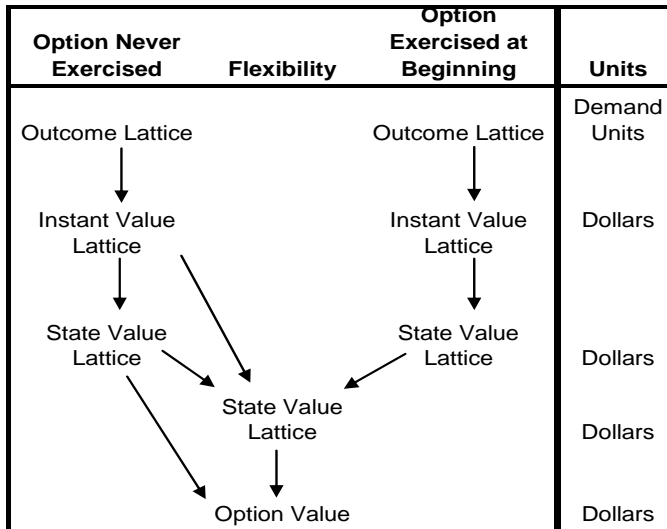 Option Never
Exercised
Flexibility
Option
Exercised at
Beginning
Units
Outcome Lattice
Outcome Lattice
Demand
Units
Instant Value
Lattice
Instant Value
Lattice
Dollars
State Value
Lattice
State Value
Lattice
Dollars
State Value
Lattice
Dollars
Option Value
Dollars